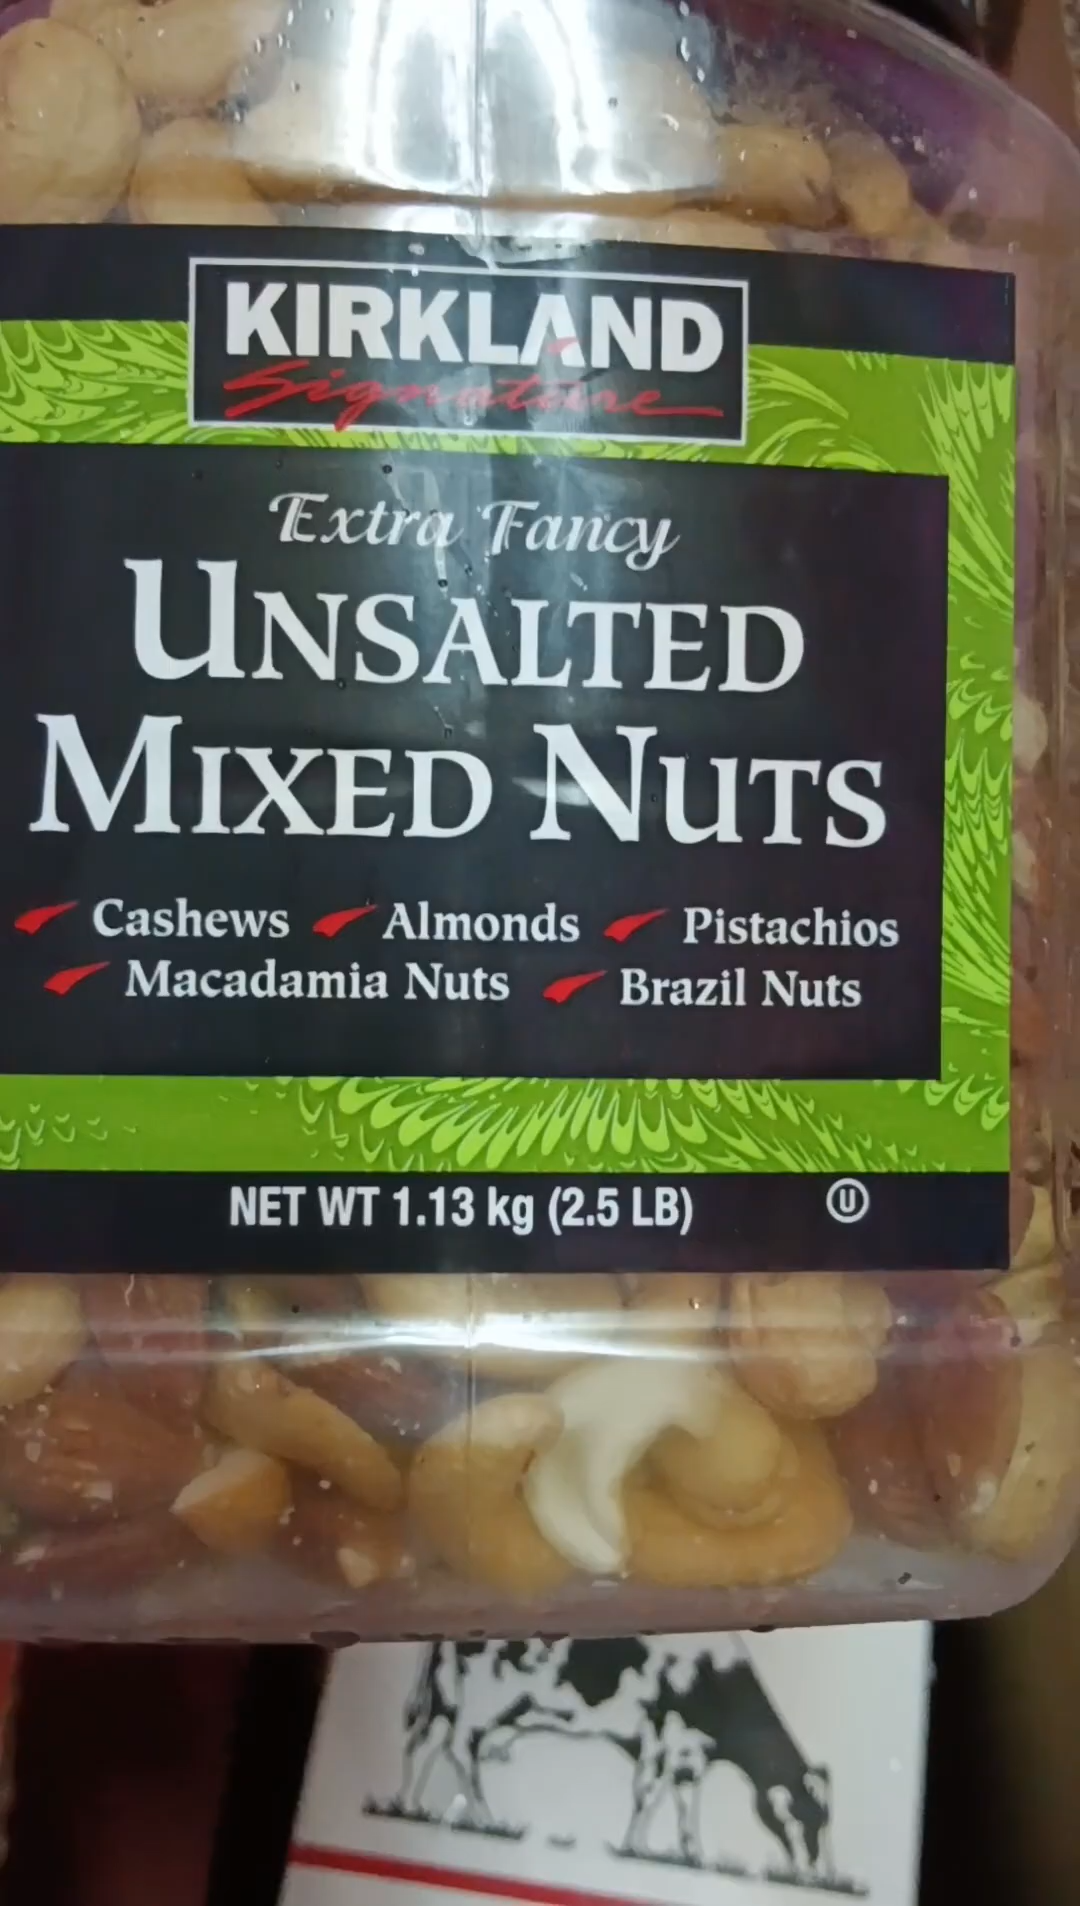 KIRKLAND
Signature
Extra Fancy
UNSALTED
MIXED NUTS
Cashews Almonds Pistachios
Macadamia Nuts Brazil Nuts
NET WT 1.13 kg (2.5 LB) U